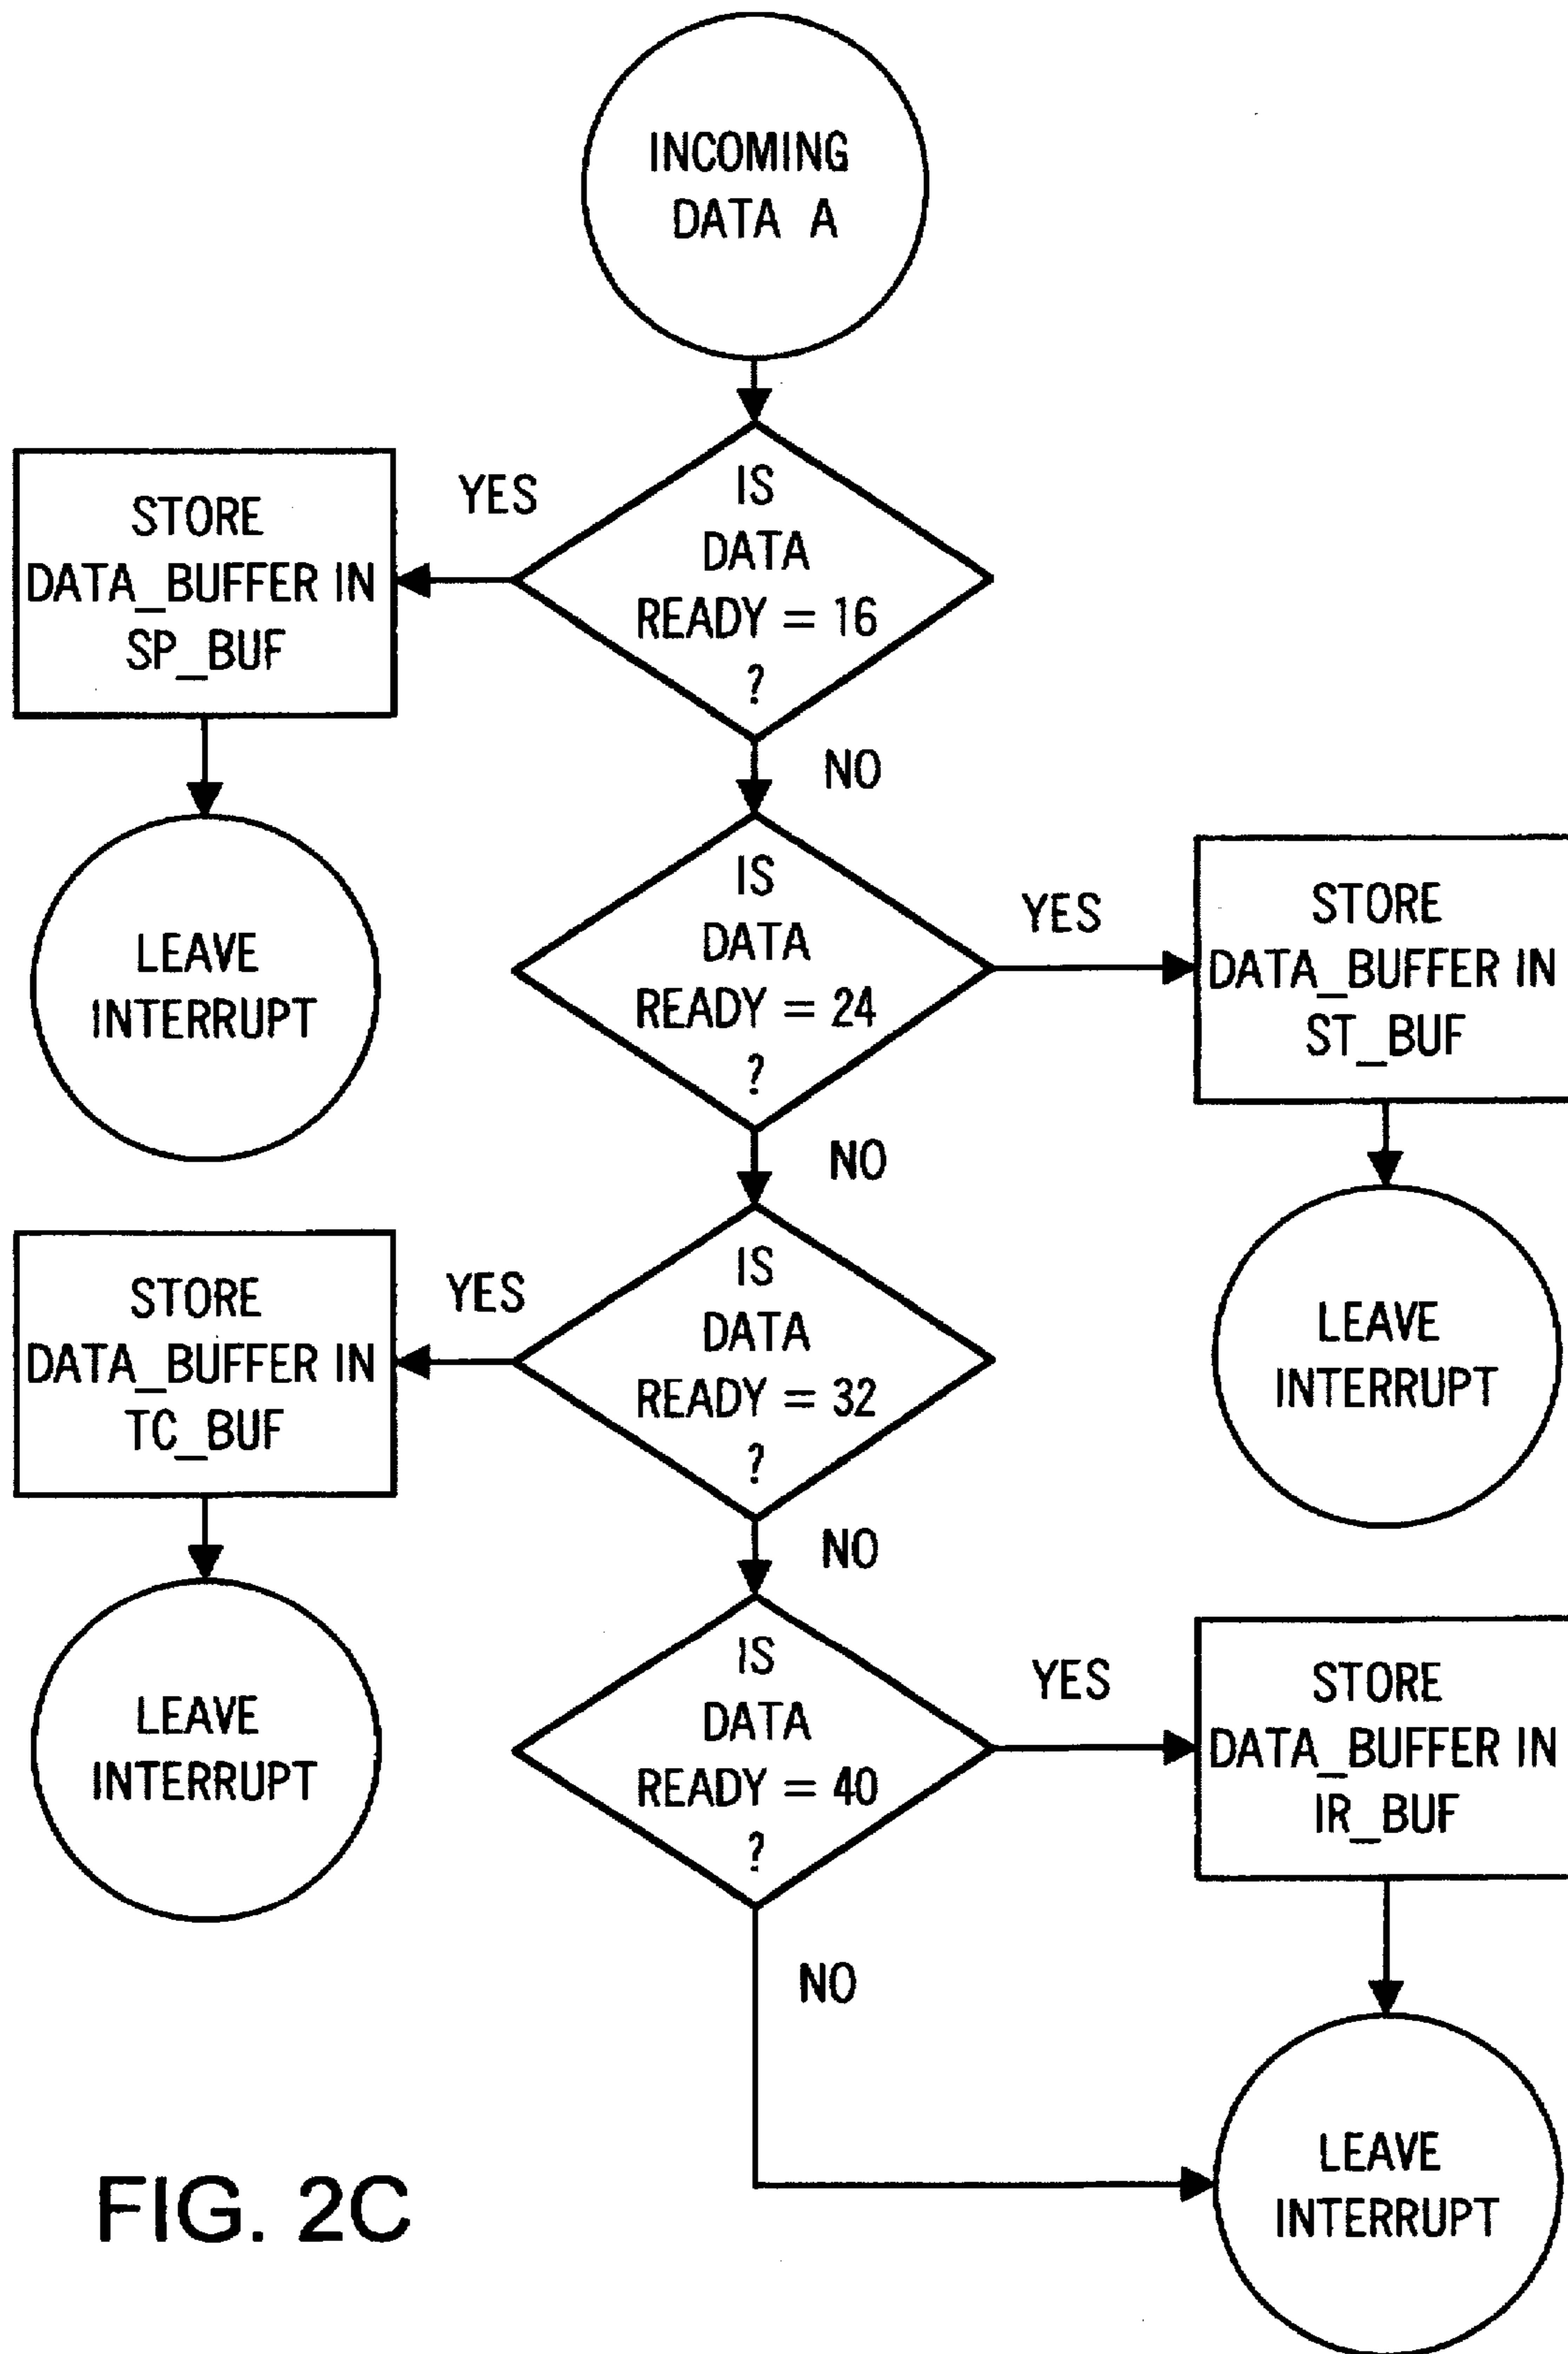 INCOMING
DATA A
IS
DATA
READY = 16
?
YES
STORE
DATA_BUFFER IN
SP_BUF
LEAVE
INTERRUPT
NO
IS
DATA
READY = 24
?
YES
STORE
DATA_BUFFER IN
ST_BUF
LEAVE
INTERRUPT
NO
IS
DATA
READY = 32
?
YES
STORE
DATA_BUFFER IN
TC_BUF
LEAVE
INTERRUPT
NO
IS
DATA
READY = 40
?
YES
STORE
DATA_BUFFER IN
IR_BUF
NO
LEAVE
INTERRUPT
FIG. 2C